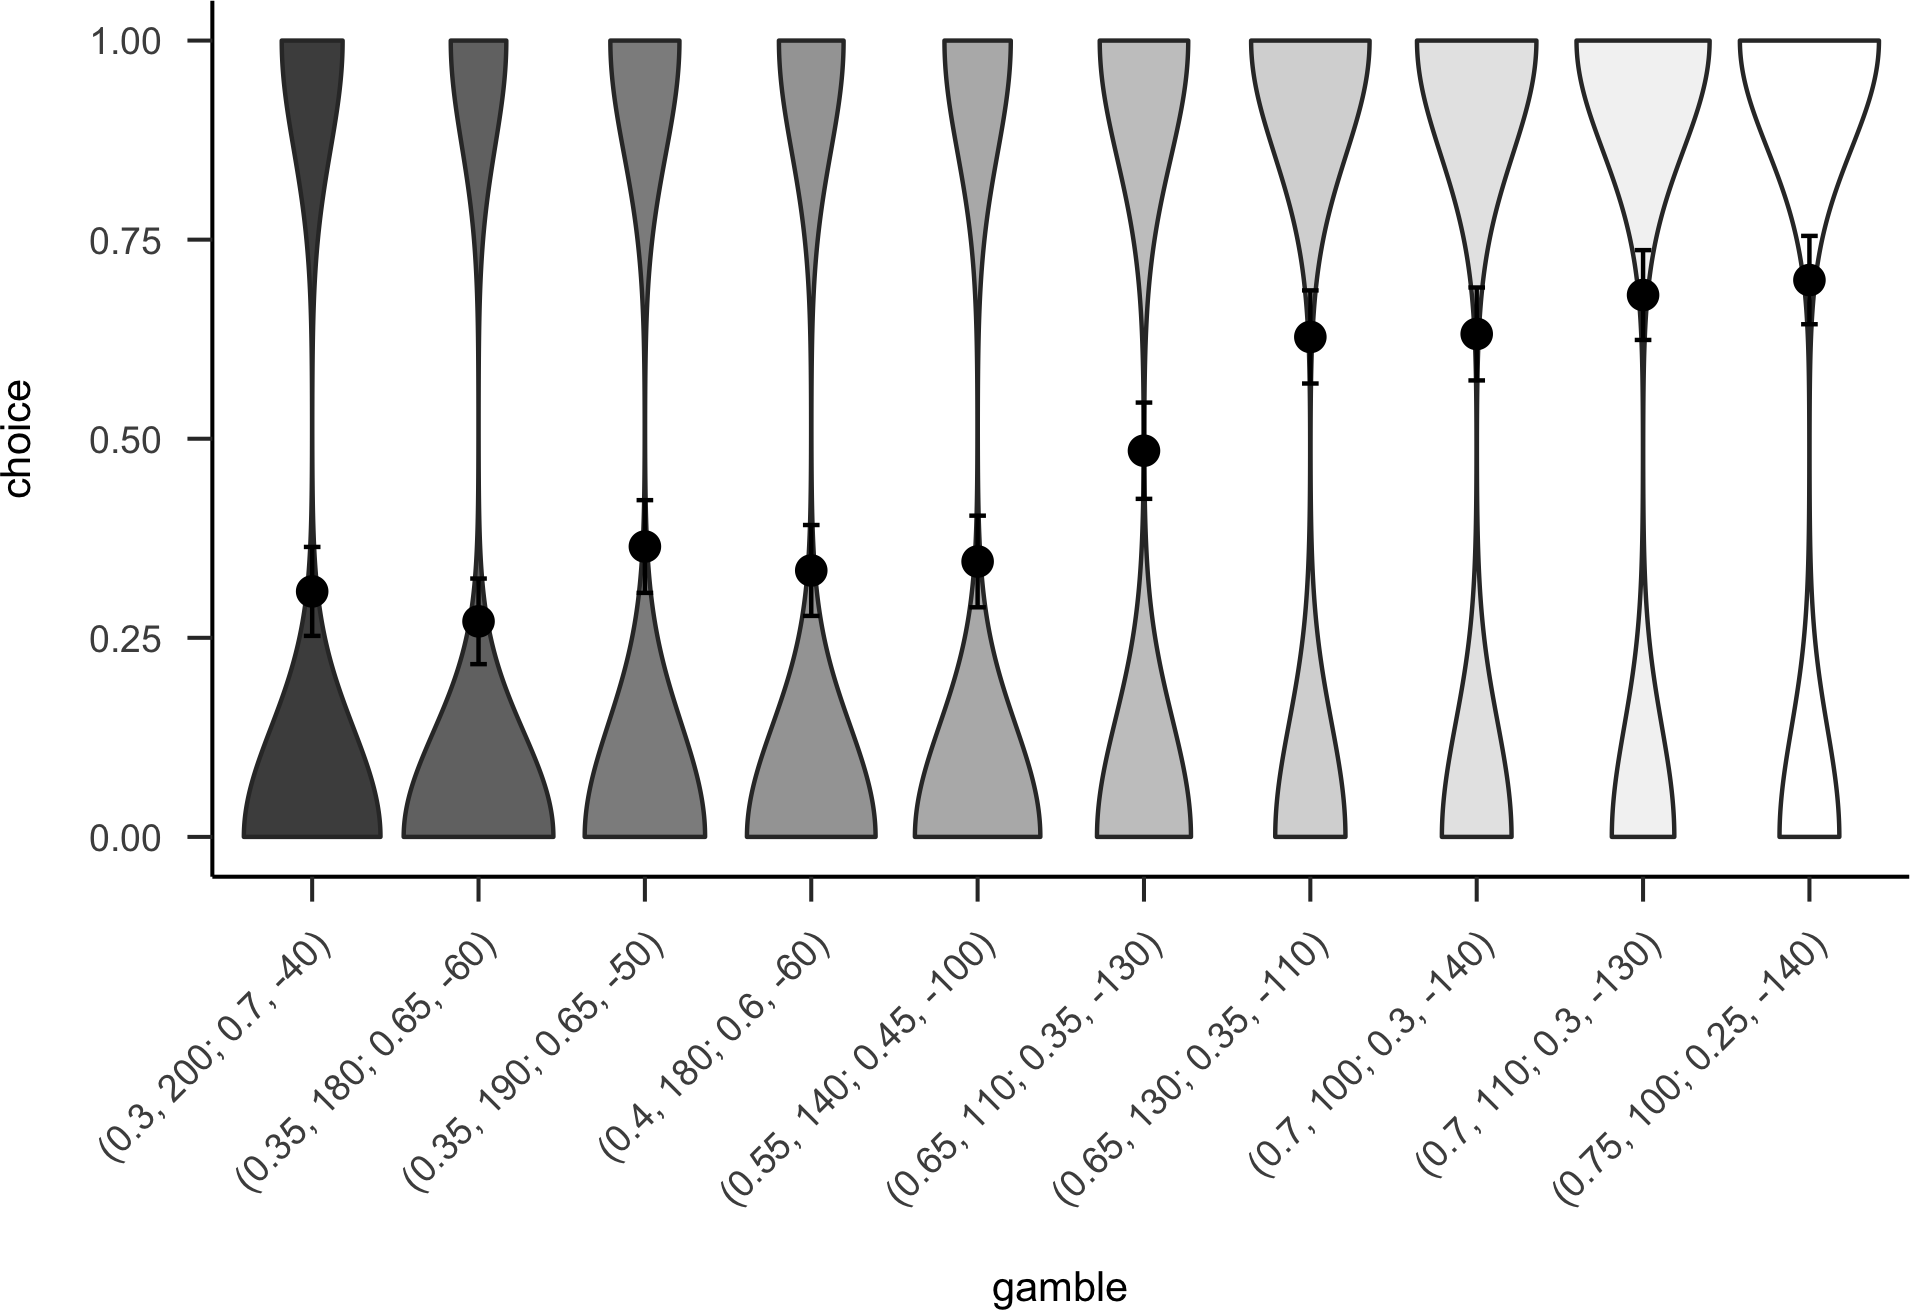 1.00
0.75
0.50
0.25
0.00
choice
(0.3, 200; 0.7, -40)
(0.35, 180; 0.65, -60)
(0.35, 190; 0.65, -50)
(0.4, 180; 0.6, -60)
(0.55, 140; 0.45, -100)
(0.65, 110; 0.35, -130)
(0.65, 130; 0.35, -110)
(0.7, 100; 0.3, -140)
(0.7, 110; 0.3, -130)
(0.75, 100; 0.25, -140)
gamble